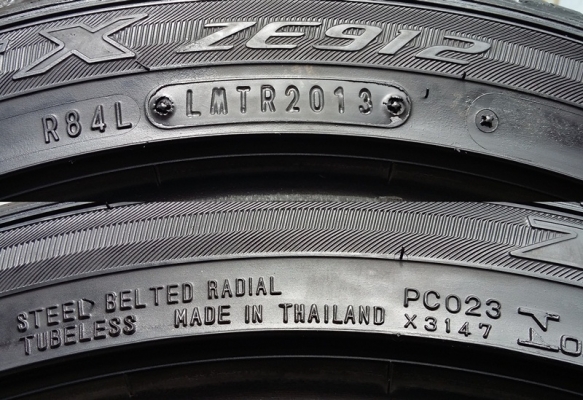 X ZE912
R84L LMTR2013
STEEL BELTED RADIAL
TUBELESS MADE IN THAILAND
PC023
X3147